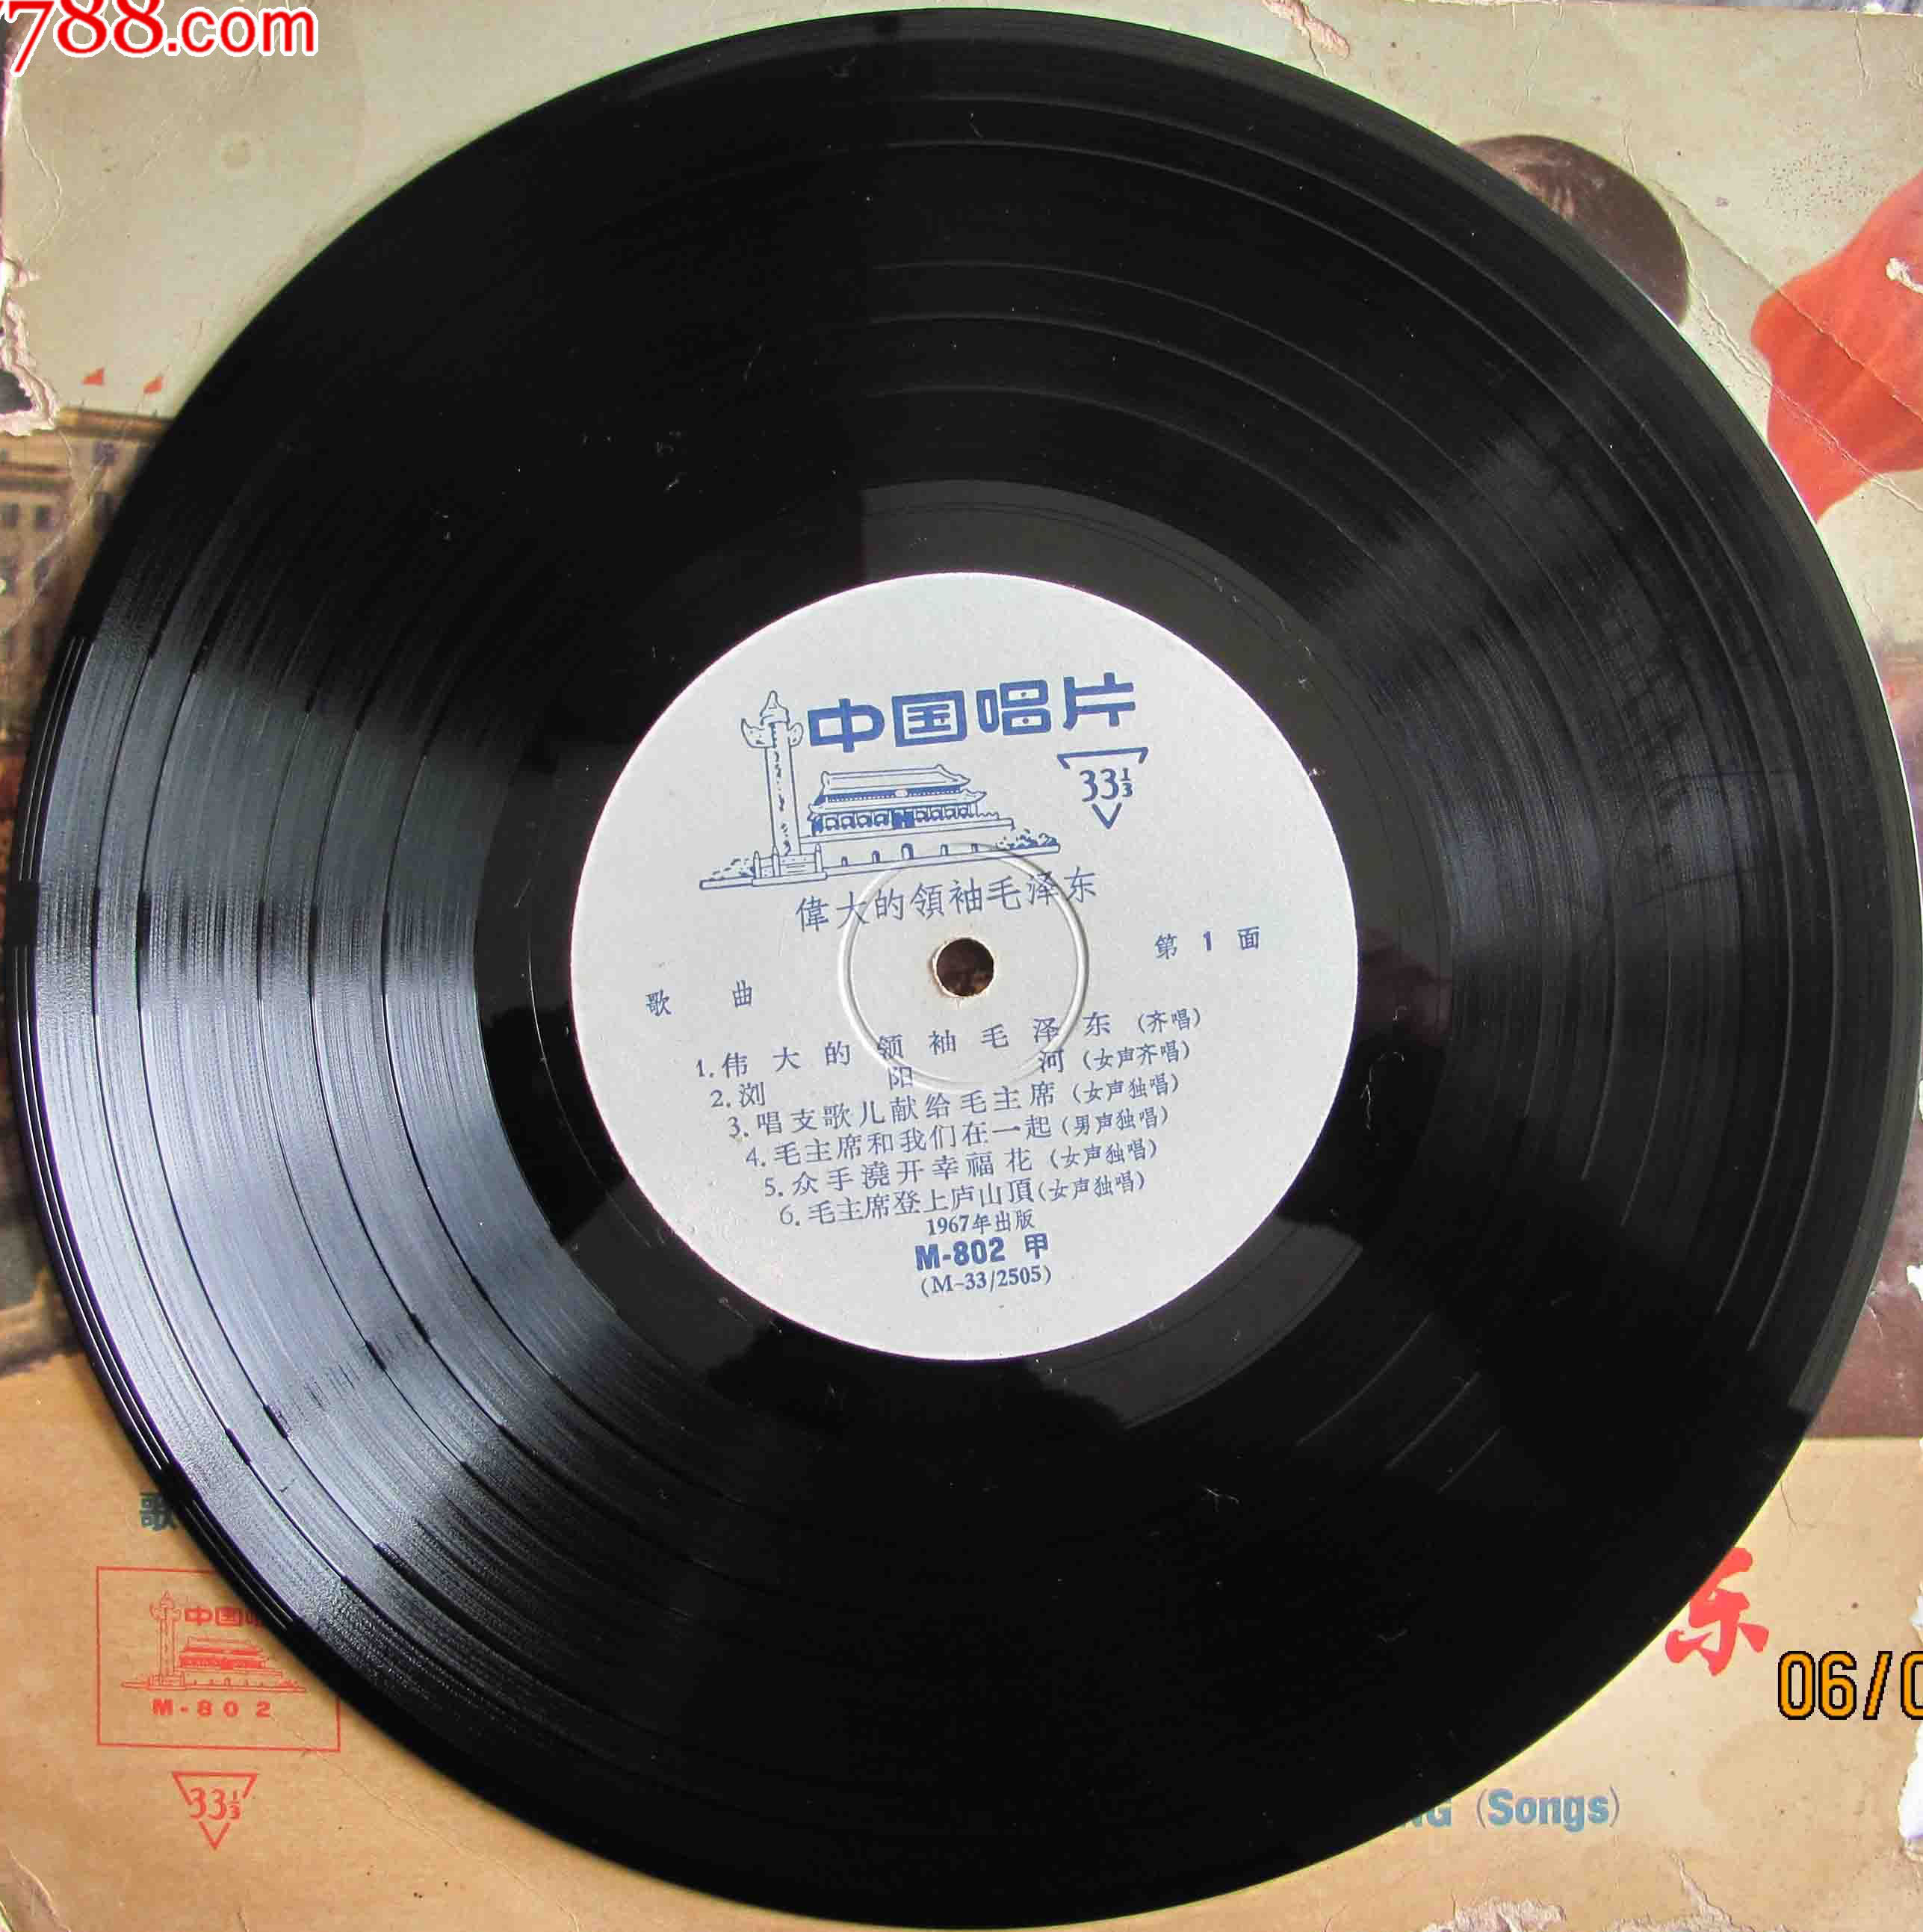 7788.com
中国唱片
33⅓
偉大的領袖毛泽东
第 1 面
歌 曲
1. 伟大的领袖毛泽东 (齐唱)
2. 浏阳河 (女声齐唱)
3. 唱支歌儿献给毛主席 (女声独唱)
4. 毛主席和我们在一起 (男声独唱)
5. 众手澆开幸福花 (女声独唱)
6. 毛主席登上庐山頂 (女声独唱)
1967年出版
M-802 甲
(M-33/2505)
歌
中国唱
M-802
33⅓
东
06/0
NG (Songs)